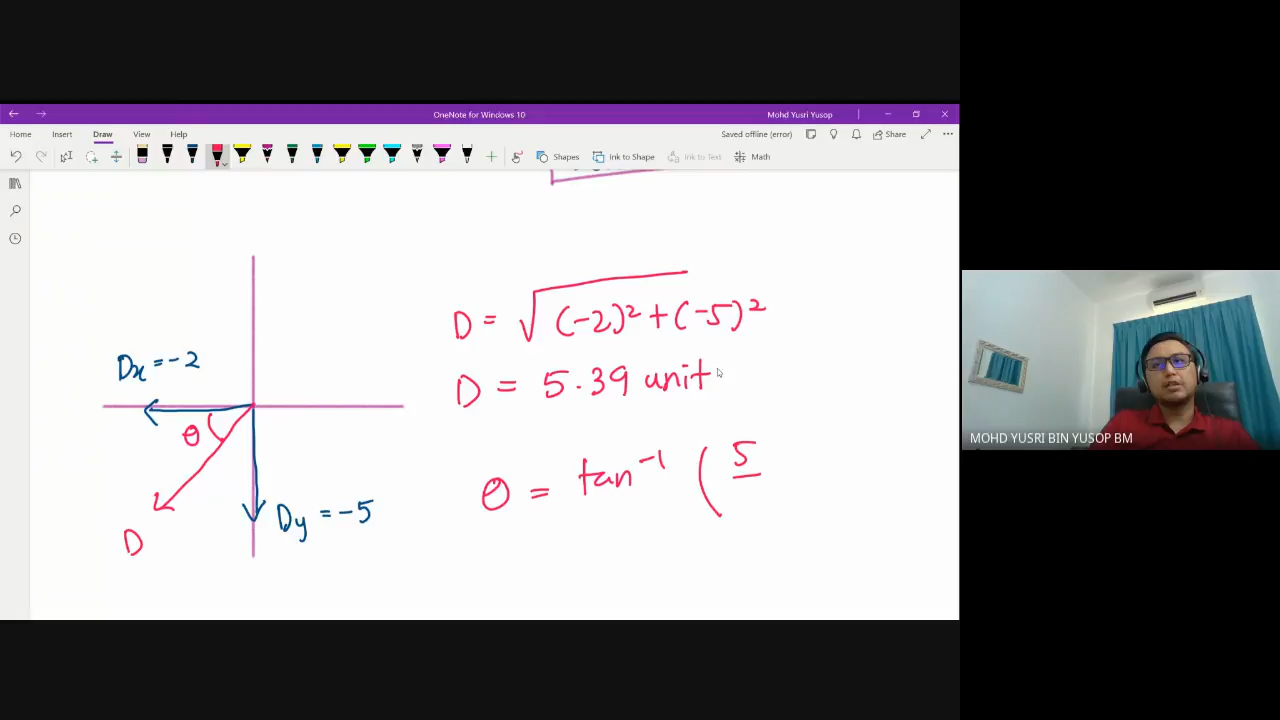 OneNote for Windows 10
Mohd Yusri Yusop
Home Insert Draw View Help
Saved offline (error) Share
Shapes Ink to Shape Ink to Text Math
D = √(-2)² + (-5)²
Dx = -2
D = 5.39 unit
θ
θ = tan⁻¹ ( 5
Dy = -5
D
MOHD YUSRI BIN YUSOP BM